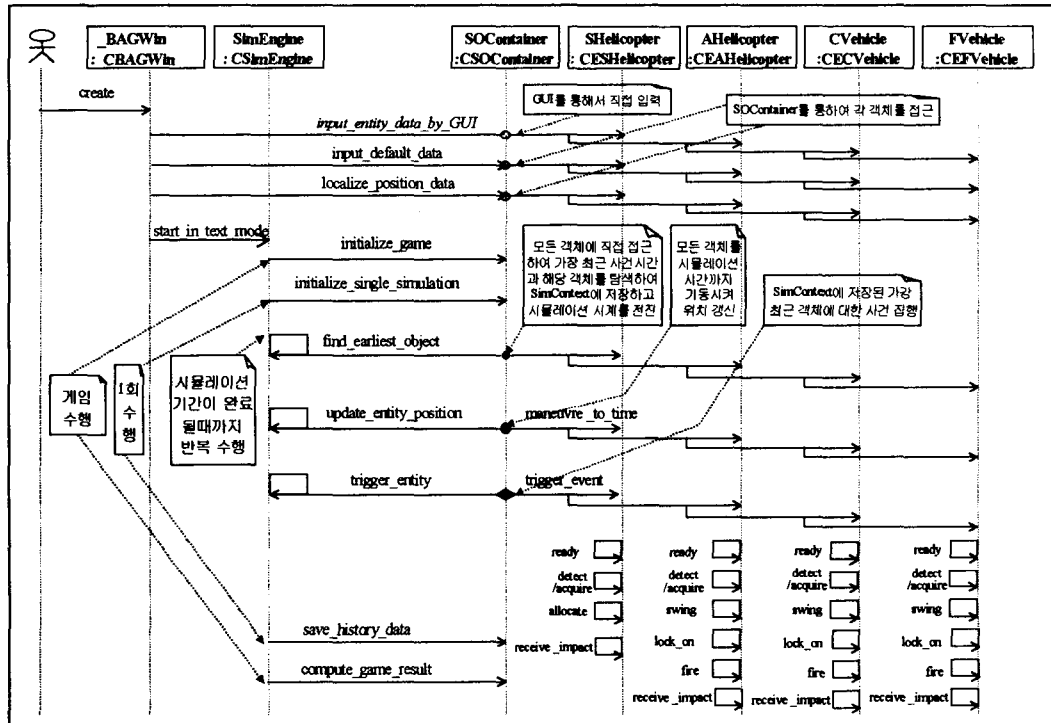 _BAGWin
: CBAGWin
SimEngine
: CSimEngine
SOContainer
:CSOContainer
SHelicopter
:CESHelicopter
AHelicopter
:CEAHelicopter
CVehicle
:CECVehicle
FVehicle
:CEFVehicle
create
GUI를 통해서 직접 입력
SOContainer를 통하여 각 객체를 접근
input_entity_data_by_GUI
input_default_data
localize_position_data
start_in_text_mode
initialize_game
initialize_single_simulation
모든 객체에 직접 접근
하여 가장 최근 사건시간
과 해당 객체를 탐색하여
SimContext에 저장하고
시뮬레이션 시계를 전진
모든 객체를
시뮬레이션
시간까지
기동시켜
위치 갱신
SimContext에 저장된 가강
최근 객체에 대한 사건 집행
find_earliest_object
게임
수행
1회
수
행
시뮬레이션
기간이 완료
될때까지
반복 수행
update_entity_position
maneuvre_to_time
trigger_entity
trigger_event
ready
ready
ready
ready
detect
/acquire
detect
/acquire
detect
/acquire
detect
/acquire
allocate
swing
swing
swing
save_history_data
receive_impact
lock_on
lock_on
lock_on
compute_game_result
fire
fire
fire
receive_impact
receive_impact
receive_impact